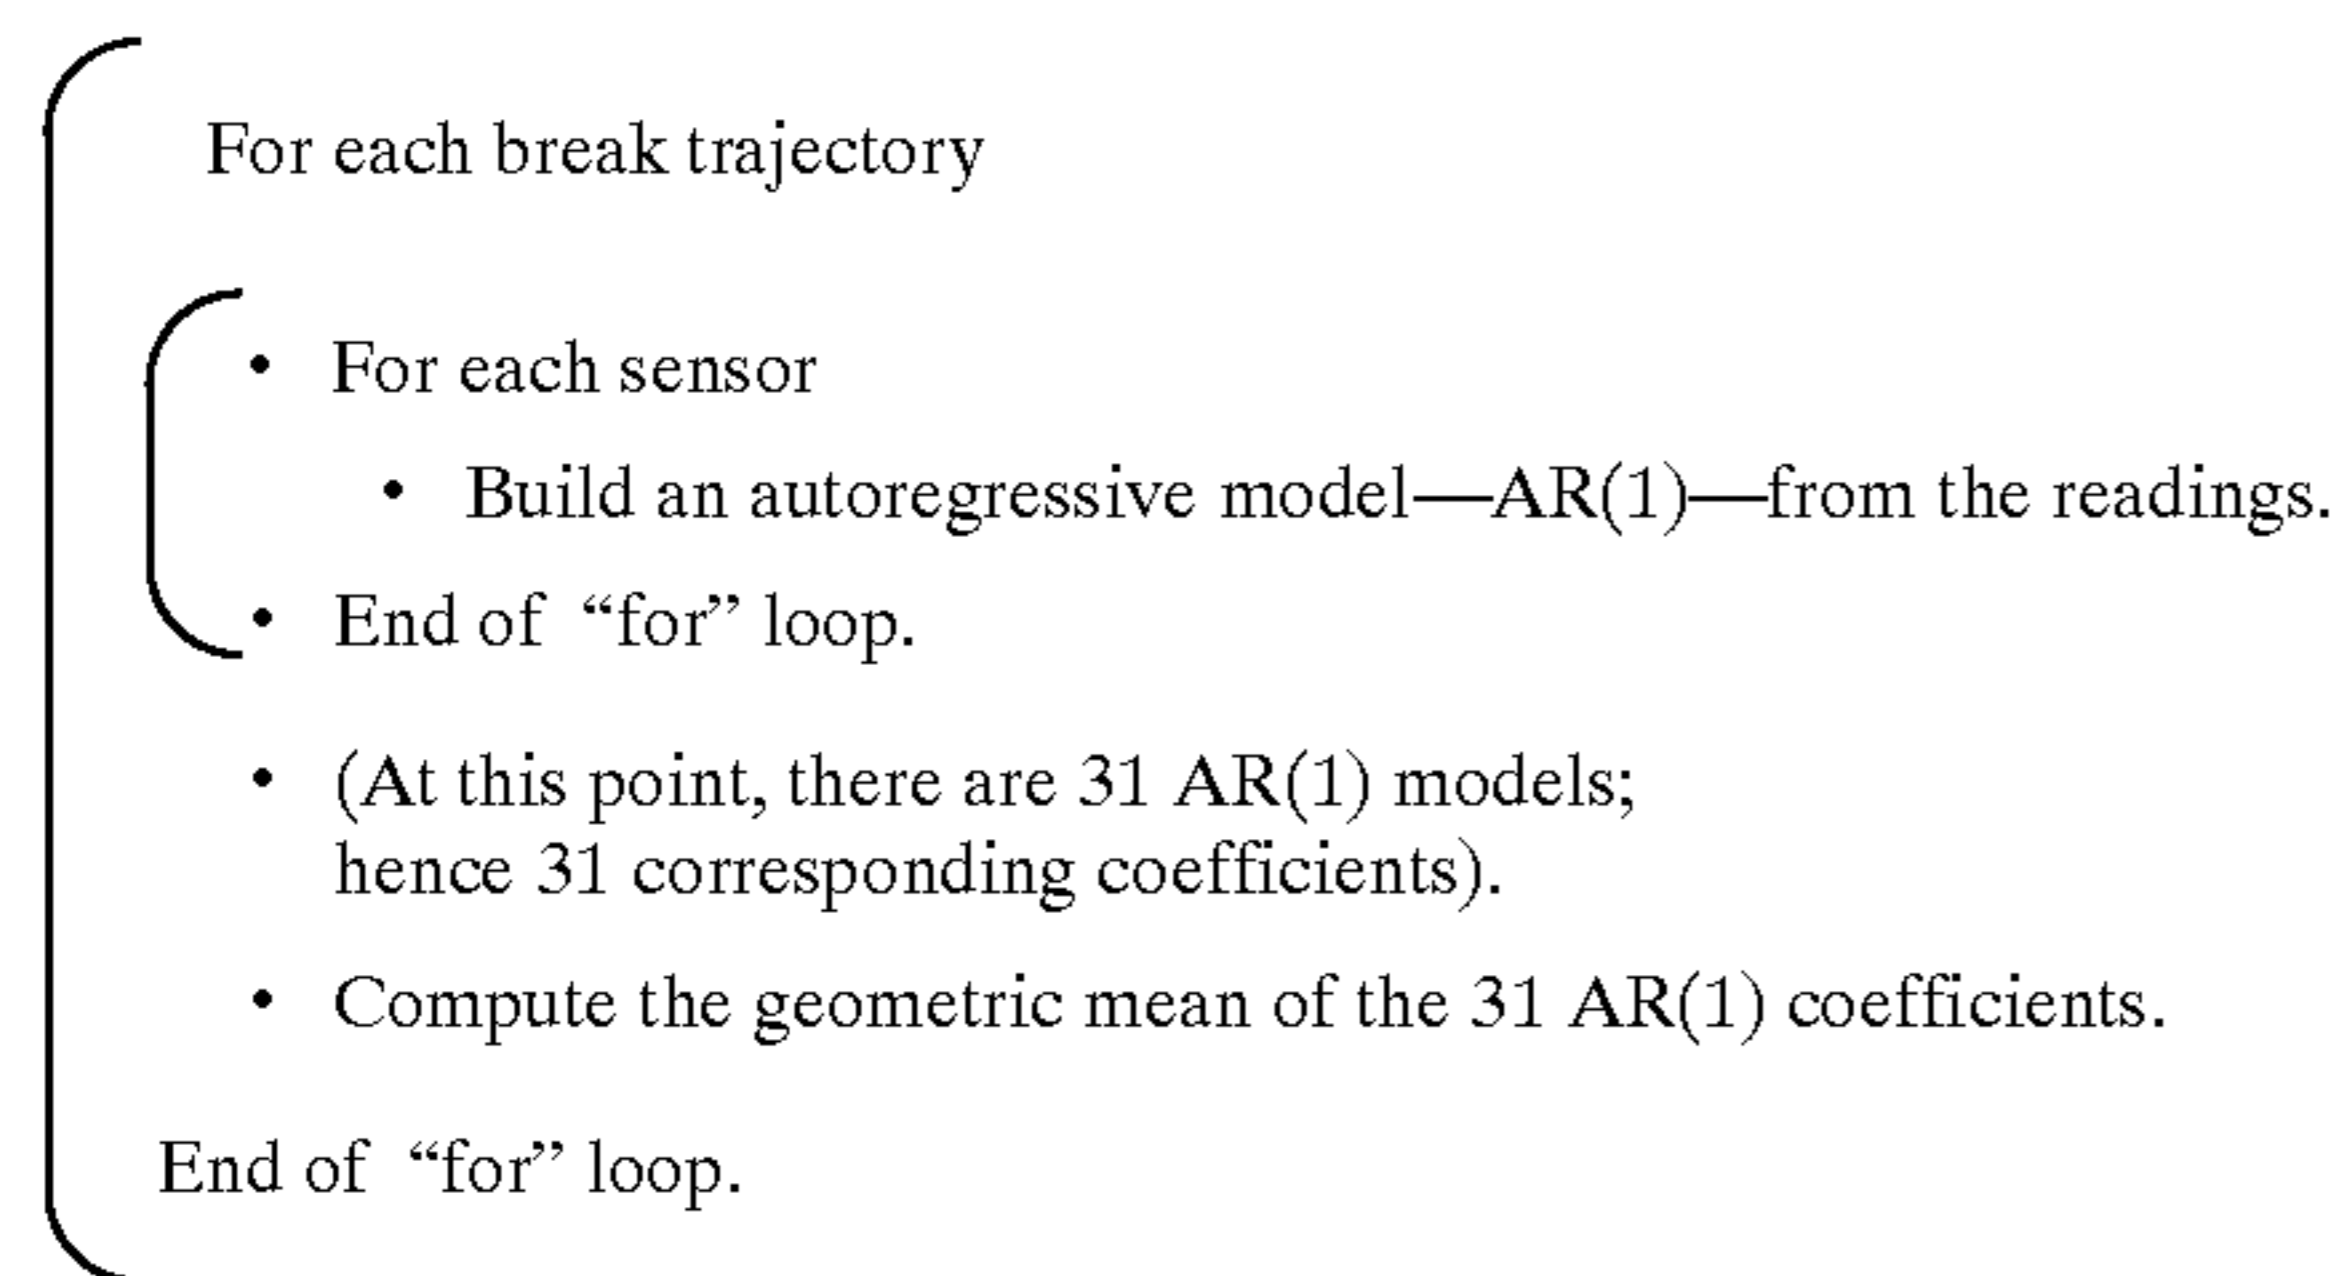 For each break trajectory
• For each sensor
• Build an autoregressive model—AR(1)—from the readings.
• End of “for” loop.
• (At this point, there are 31 AR(1) models;
hence 31 corresponding coefficients).
• Compute the geometric mean of the 31 AR(1) coefficients.
End of “for” loop.